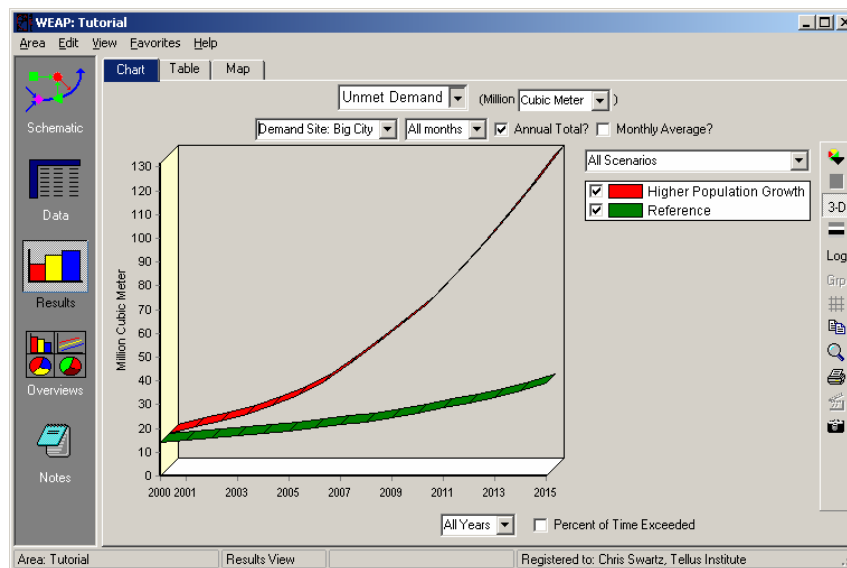 WEAP: Tutorial
Area Edit View Favorites Help
Chart Table Map
Unmet Demand (Million Cubic Meter )
Demand Site: Big City All months Annual Total? Monthly Average?
All Scenarios
Higher Population Growth
Reference
Schematic
Data
Results
Overviews
Notes
Million Cubic Meter
130
120
110
100
90
80
70
60
50
40
30
20
10
0
2000 2001 2003 2005 2007 2009 2011 2013 2015
3-D
Log
Grp
All Years Percent of Time Exceeded
Area: Tutorial Results View Registered to: Chris Swartz, Tellus Institute